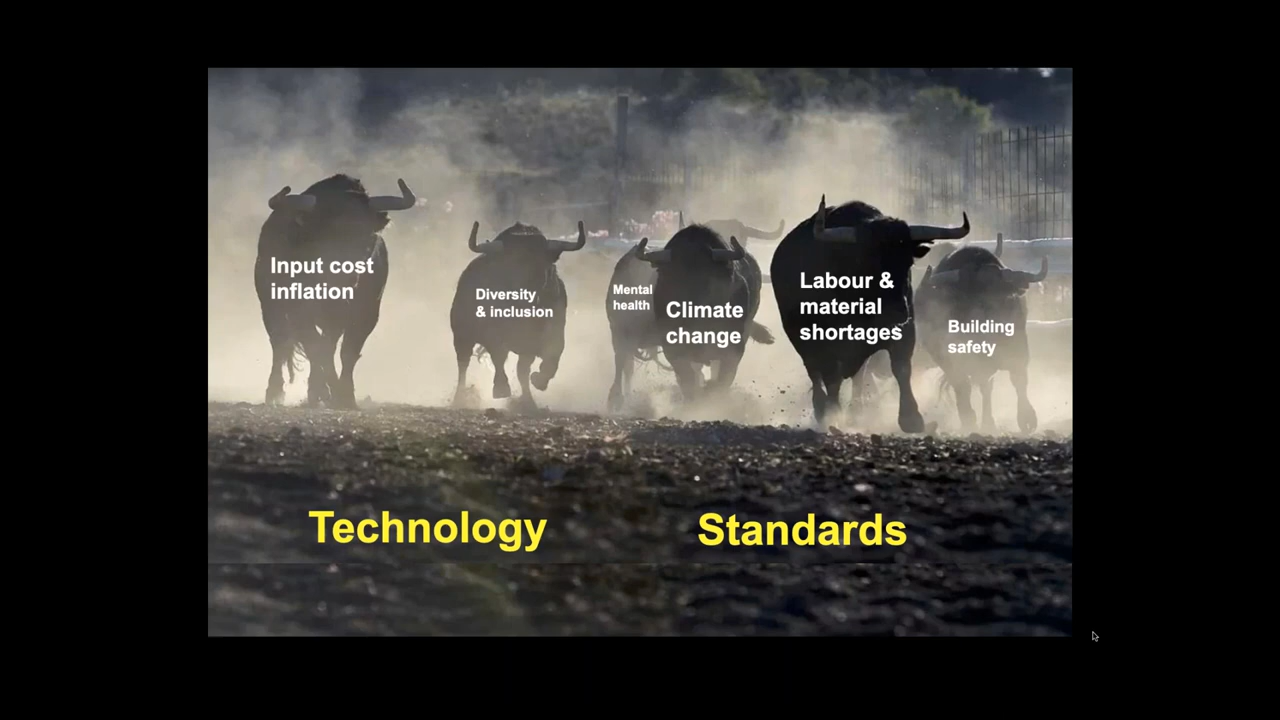 Input cost
inflation
Diversity
& inclusion
Mental
health
Climate
change
Labour &
material
shortages
Building
safety
Technology
Standards